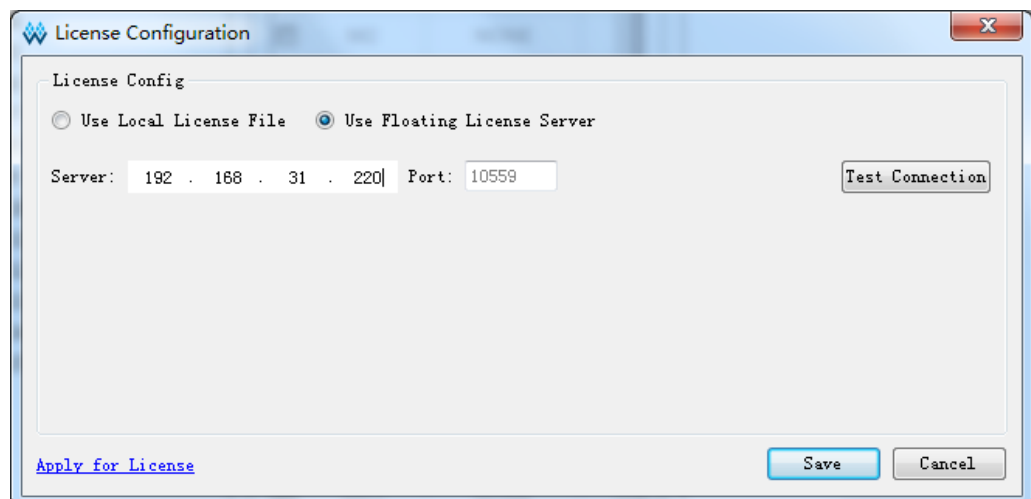 License Configuration
License Config
Use Local License File Use Floating License Server
Server: 192 . 168 . 31 . 220 Port: 10559 Test Connection
Apply for License Save Cancel